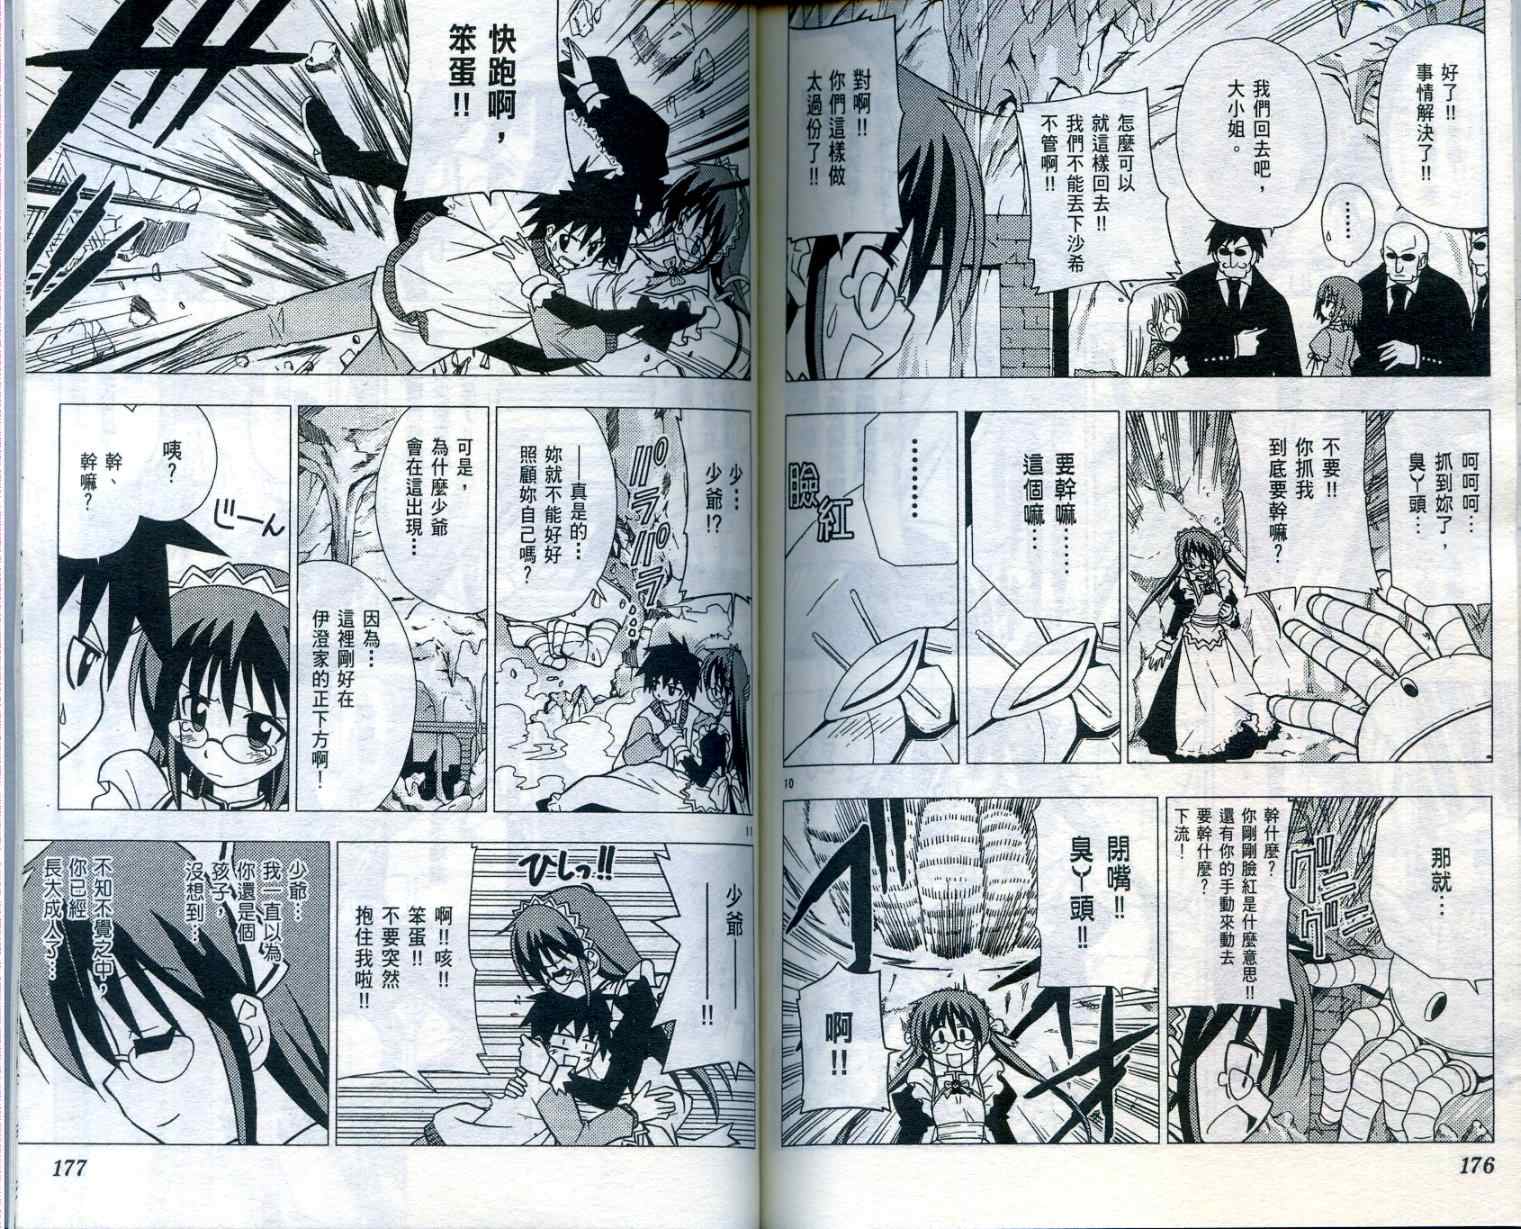 好了!!
事情解決了!!
……
我們回去吧，
大小姐。
怎麼可以
就這樣回去!!
我們不能丟下沙希
不管啊!!
對啊!!
你們這樣做
太過份了!!
呵呵呵…
抓到妳了，
臭丫頭…
不要!!
你抓我
到底要幹嘛?
要幹嘛……
這個嘛…
………
臉紅
10
那就…
グニニ
グ
幹什麼?
你剛剛臉紅是什麼意思!!
還有你的手動來動去
要幹什麼?
下流!
閉嘴!!
臭丫頭!!
啊!!
176
快跑啊，
笨蛋!!
少…
少爺!?
パラパラ
——真是的…
妳就不能好好
照顧妳自己嗎?
可是，
為什麼少爺
會在這出現…
因為…
這裡剛好在
伊澄家的正下方啊!
じーん
咦?
幹、
幹嘛?
11
少爺——
——!!
ひしっ!!
啊!!咳!!
笨蛋!!
不要突然
抱住我啦!!
少爺…
我一直以為
你還是個
孩子，
沒想到…
不知不覺之中，
你已經
長大成人了…
177